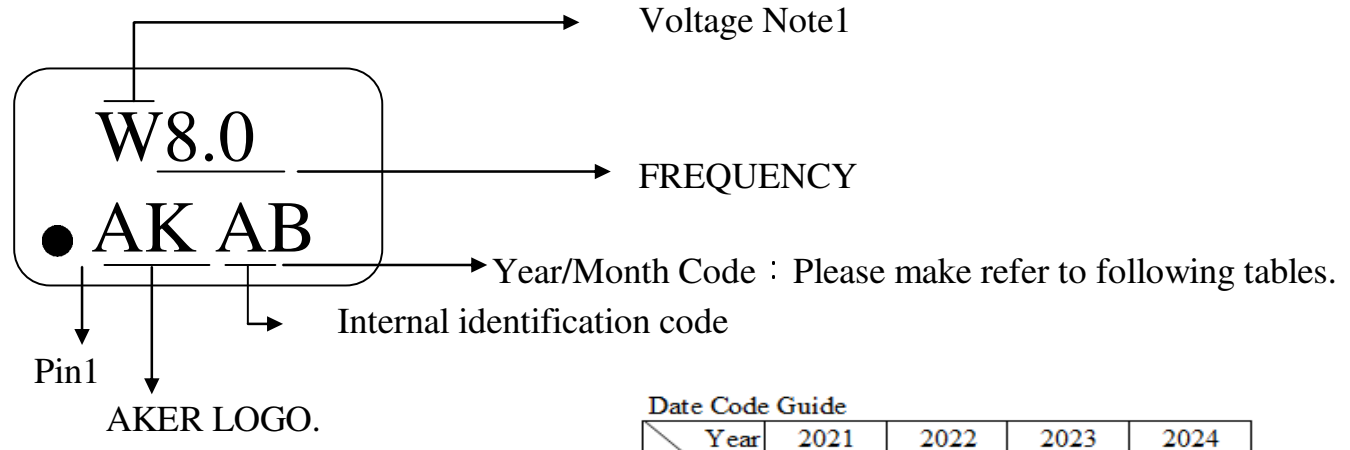 Voltage Note1
W8.0
FREQUENCY
AK AB
Year/Month Code：Please make refer to following tables.
Internal identification code
Pin1
AKER LOGO.
Date Code Guide
Year 2021 2022 2023 2024